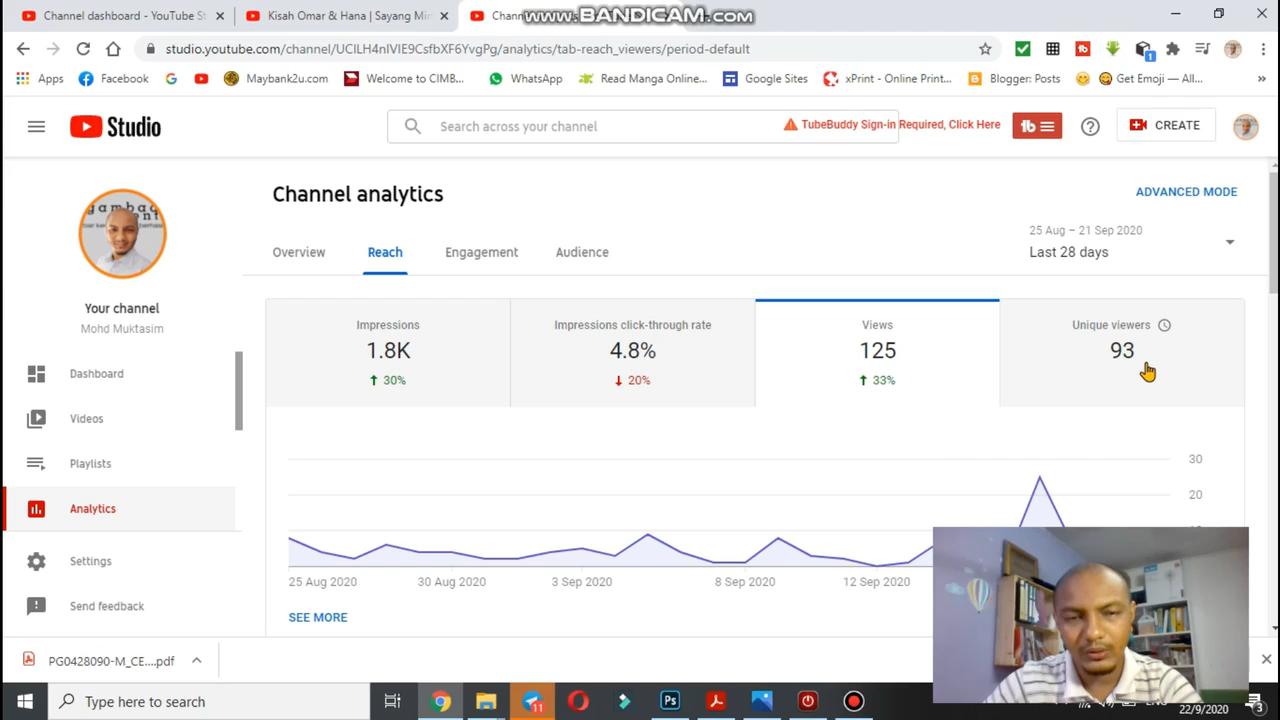 Channel dashboard - YouTube St
Kisah Omar & Hana | Sayang Mi
Chann
www.BANDICAM.com
studio.youtube.com/channel/UCILH4nIVIE9CsfbXF6YvgPg/analytics/tab-reach_viewers/period-default
Apps
Facebook
Maybank2u.com
Welcome to CIMB...
WhatsApp
Read Manga Online...
Google Sites
xPrint - Online Print...
Blogger: Posts
Get Emoji — All...
Studio
Search across your channel
TubeBuddy Sign-in Required, Click Here
tb
CREATE
Channel analytics
ADVANCED MODE
Overview
Reach
Engagement
Audience
25 Aug – 21 Sep 2020
Last 28 days
Your channel
Mohd Muktasim
Dashboard
Videos
Playlists
Analytics
Settings
Send feedback
Impressions
1.8K
30%
Impressions click-through rate
4.8%
20%
Views
125
33%
Unique viewers
93
30
20
25 Aug 2020
30 Aug 2020
3 Sep 2020
8 Sep 2020
12 Sep 2020
SEE MORE
PG0428090-M_CE....pdf
Type here to search
11
22/9/2020
3